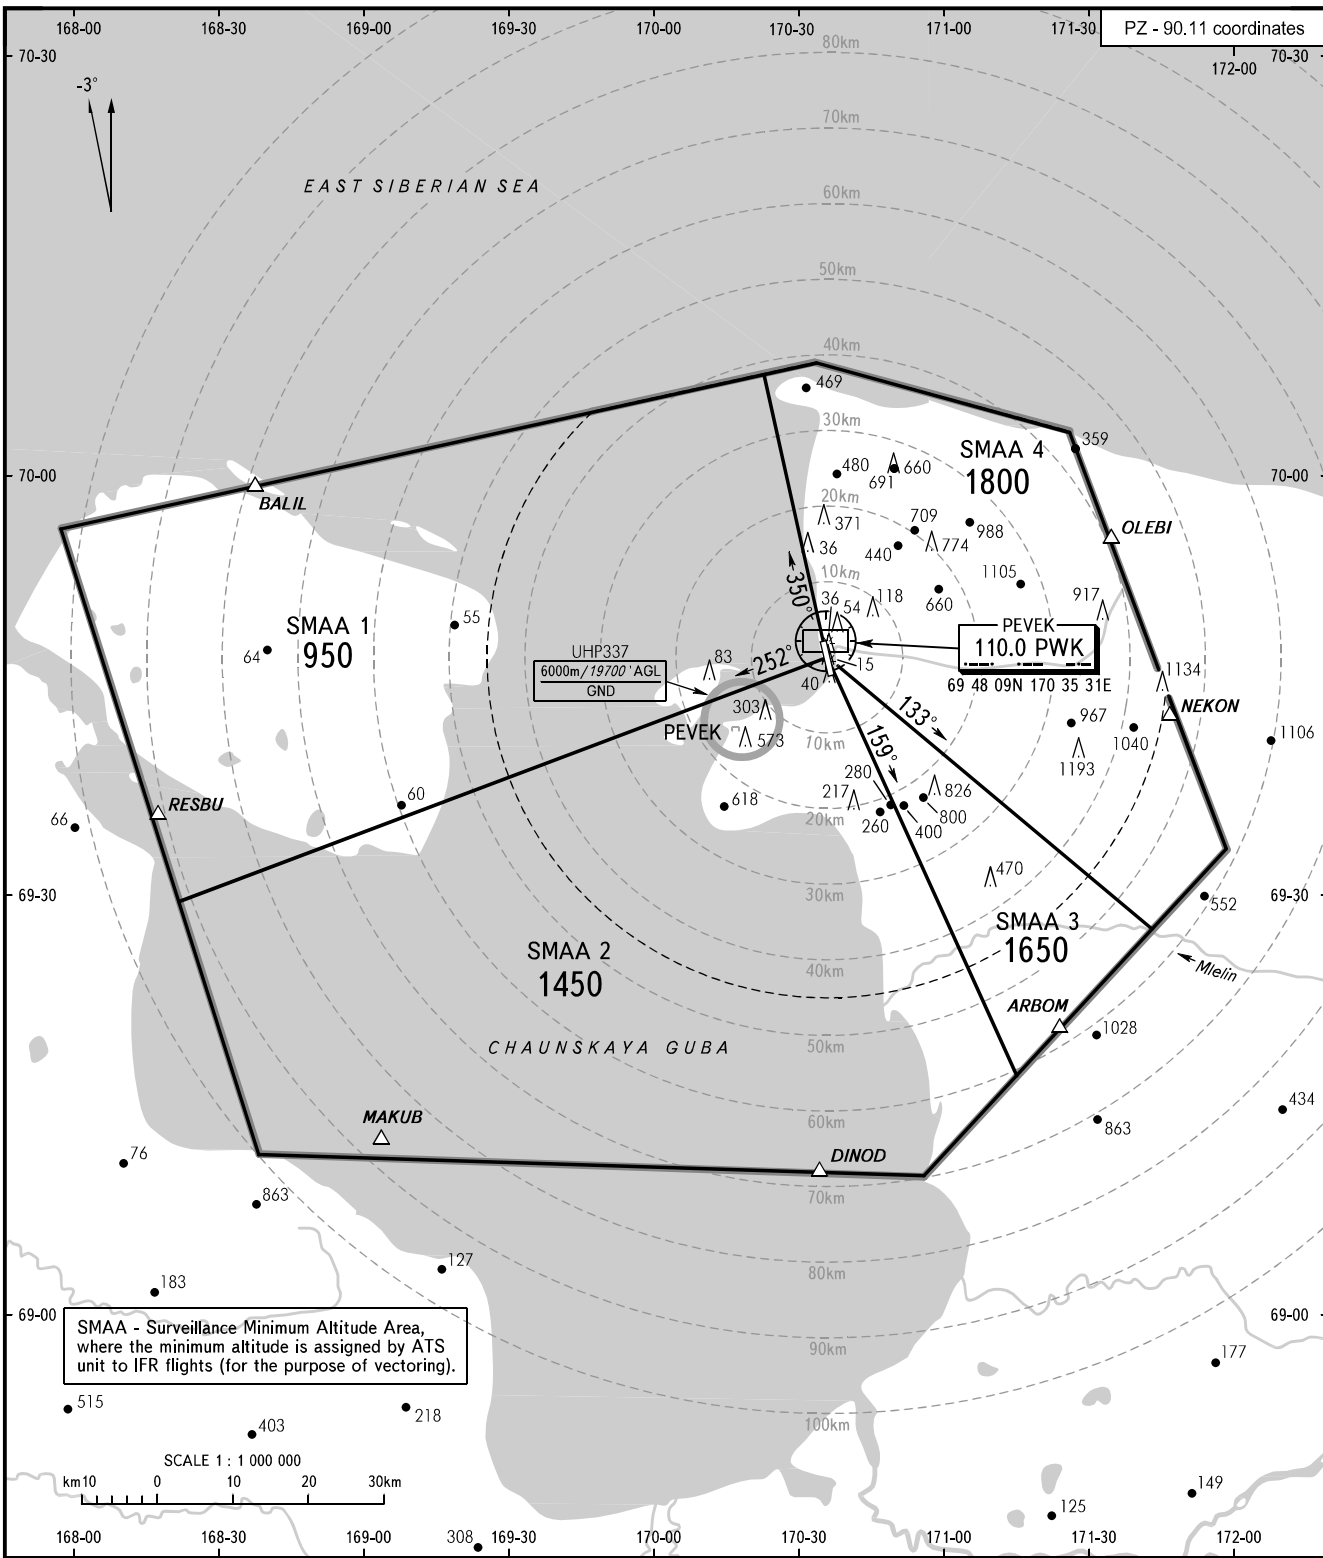 168-00 168-30 169-00 169-30 170-00 170-30 171-00 171-30
PZ - 90.11 coordinates
70-30 70-30
172-00
80km
-3°
70km
EAST SIBERIAN SEA
60km
50km
40km
469
30km
359
SMAA 4
1800
480
660
691
70-00 70-00
BALIL
20km
371
709
988
OLEBI
36
440
774
10km
1105
350°
36
54
118
660
917
55
SMAA 1
950
64
PEVEK
110.0 PWK
69 48 09N 170 35 31E
UHP337
6000m/19700' AGL
GND
83
252°
15
40
1134
303
PEVEK
573
133°
967
NEKON
1040
1106
10km
159°
1193
280
217
826
RESBU
60
618
20km
260
400
800
66
470
69-30 69-30
30km
552
SMAA 3
1650
SMAA 2
1450
40km
Mlelin
ARBOM
1028
50km
CHAUNSKAYA GUBA
60km
434
863
MAKUB
DINOD
76
70km
863
127
80km
183
69-00 69-00
SMAA - Surveillance Minimum Altitude Area,
where the minimum altitude is assigned by ATS
unit to IFR flights (for the purpose of vectoring).
90km
177
515
218
403
100km
SCALE 1 : 1 000 000
km10 0 10 20 30km
149
125
308
168-00 168-30 169-00 169-30 170-00 170-30 171-00 171-30 172-00